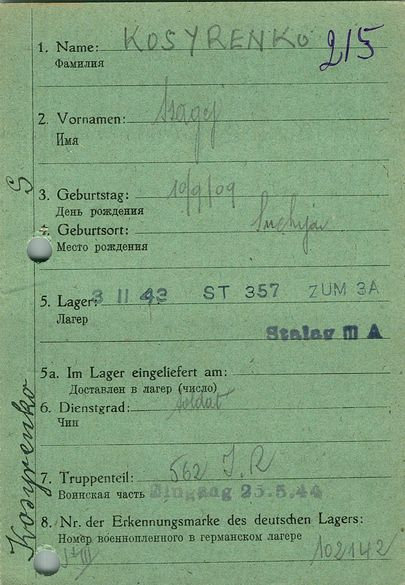 1. Name: KOSYRENKO 215
Фамилия
2. Vornamen:
Имя
3. Geburtstag: 10/9/09
День рождения
4. Geburtsort:
Место рождения
5. Lager: 3 II 43 ST 357 ZUM 3A
Лагер
Stalag III A
5a. Im Lager eingeliefert am:
Доставлен в лагер (число)
6. Dienstgrad: Soldat
Чин
7. Truppenteil: 562 I.R
Воинская часть Eingang 25.5.44
8. Nr. der Erkennungsmarke des deutschen Lagers:
Номер военнопленного в германском лагере
102142
Kosyrenko S